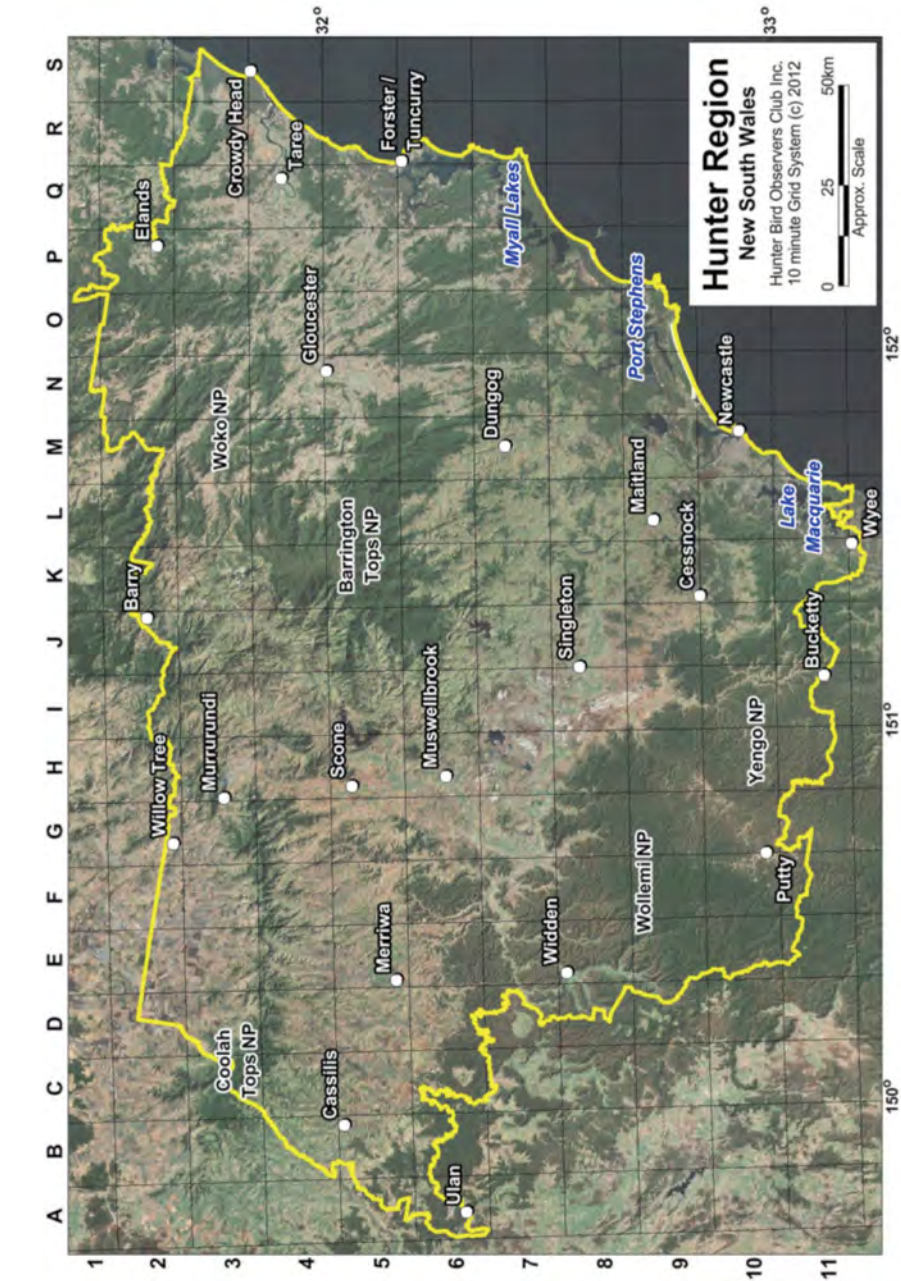 A B C D E F G H I J K L M N O P Q R S
1
2
3
4
5
6
7
8
9
10
11
32°
33°
150°
151°
152°
Elands
Crowdy Head
Taree
Forster /
Tuncurry
Myall Lakes
Gloucester
Woko NP
Port Stephens
Dungog
Newcastle
Barry
Barrington
Tops NP
Maitland
Lake
Macquarie
Wyee
Cessnock
Singleton
Bucketty
Willow Tree
Murrurundi
Scone
Muswellbrook
Yengo NP
Putty
Wollemi NP
Merriwa
Widden
Coolah
Tops NP
Cassilis
Ulan
Hunter Region
New South Wales
Hunter Bird Observers Club Inc.
10 minute Grid System (c) 2012
0 25 50km
Approx. Scale